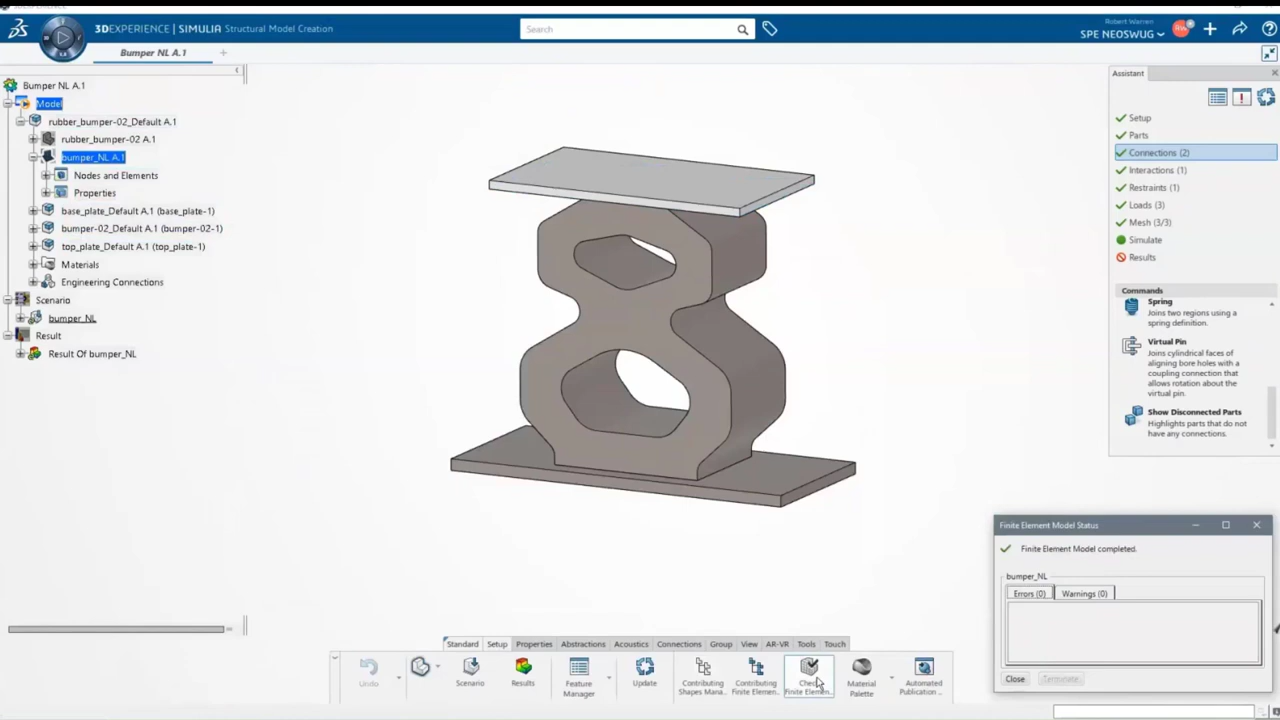 3DEXPERIENCE | SIMULIA Structural Model Creation
Search
Robert Warren
SPE NEOSWUG
RW
Bumper NL A.1
Bumper NL A.1
Model
rubber_bumper-02_Default A.1
rubber_bumper-02 A.1
bumper_NL A.1
Nodes and Elements
Properties
base_plate_Default A.1 (base_plate-1)
bumper-02_Default A.1 (bumper-02-1)
top_plate_Default A.1 (top_plate-1)
Materials
Engineering Connections
Scenario
bumper_NL
Result
Result Of bumper_NL
Assistant
Setup
Parts
Connections (2)
Interactions (1)
Restraints (1)
Loads (3)
Mesh (3/3)
Simulate
Results
Commands
Spring
Joins two regions using a
spring definition.
Virtual Pin
Joins cylindrical faces of
aligning bore holes with a
coupling connection that
allows rotation about the
virtual pin.
Show Disconnected Parts
Highlights parts that do not
have any connections.
Finite Element Model Status
Finite Element Model completed.
bumper_NL
Errors (0)
Warnings (0)
Close
Terminate
Standard
Setup
Properties
Abstractions
Acoustics
Connections
Group
View
AR-VR
Tools
Touch
Undo
Scenario
Results
Feature
Manager
Update
Contributing
Shapes Mana...
Contributing
Finite Elemen...
Finite Elemen...
Material
Palette
Automated
Publication ...